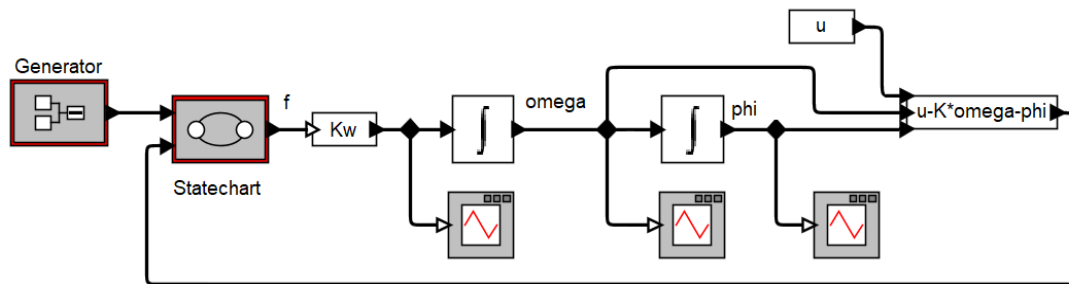 u
Generator
f
omega
phi
u-K*omega-phi
Kw
Statechart